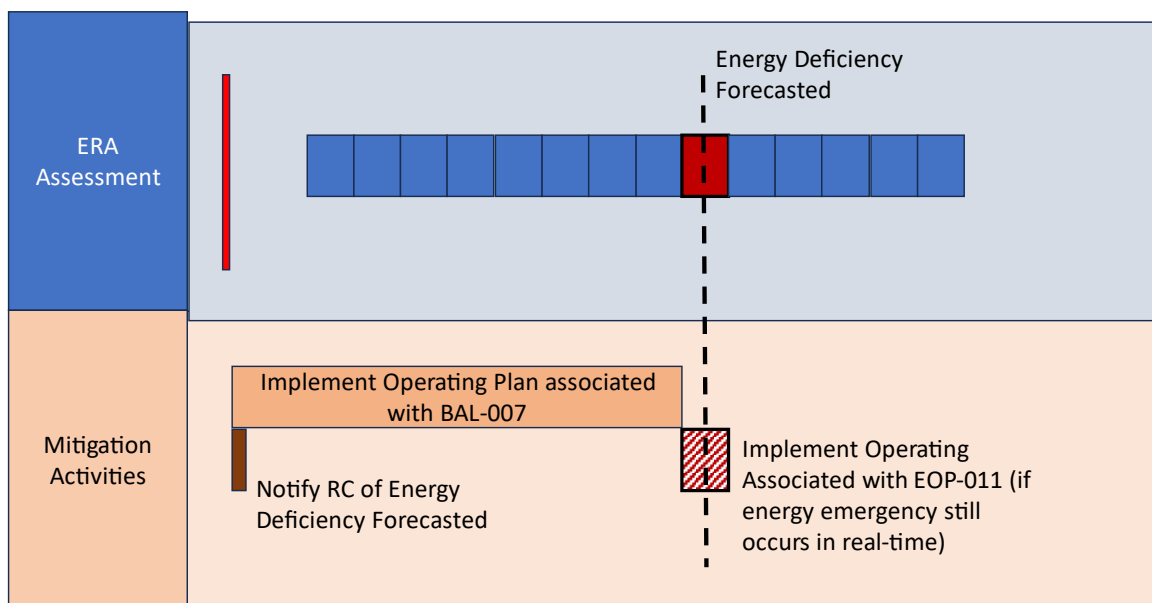 Energy Deficiency
Forecasted
ERA
Assessment
Implement Operating Plan associated
with BAL-007
Mitigation
Activities
Notify RC of Energy
Deficiency Forecasted
Implement Operating
Associated with EOP-011 (if
energy emergency still
occurs in real-time)